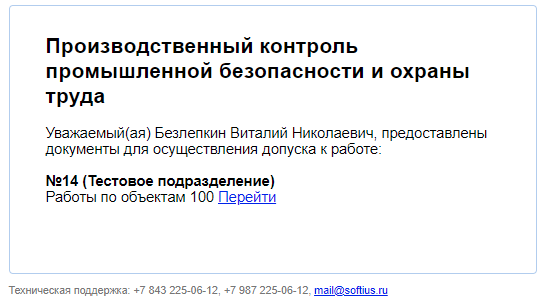 Производственный контроль
промышленной безопасности и охраны
труда
Уважаемый(ая) Безлепкин Виталий Николаевич, предоставлены
документы для осуществления допуска к работе:
№14 (Тестовое подразделение)
Работы по объектам 100 Перейти
Техническая поддержка: +7 843 225-06-12, +7 987 225-06-12, mail@softius.ru